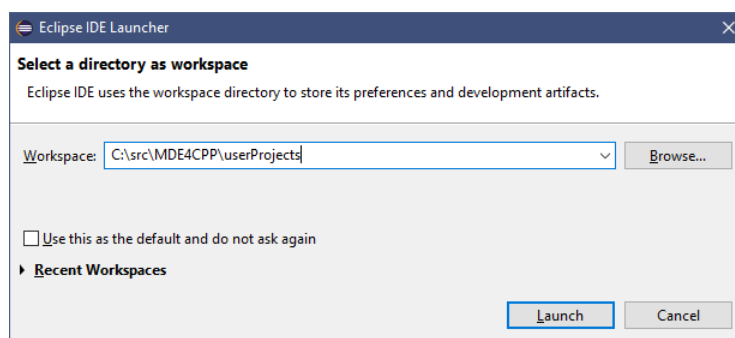 Eclipse IDE Launcher
Select a directory as workspace
Eclipse IDE uses the workspace directory to store its preferences and development artifacts.
Workspace: C:\src\MDE4CPP\userProjects Browse...
Use this as the default and do not ask again
Recent Workspaces
Launch Cancel